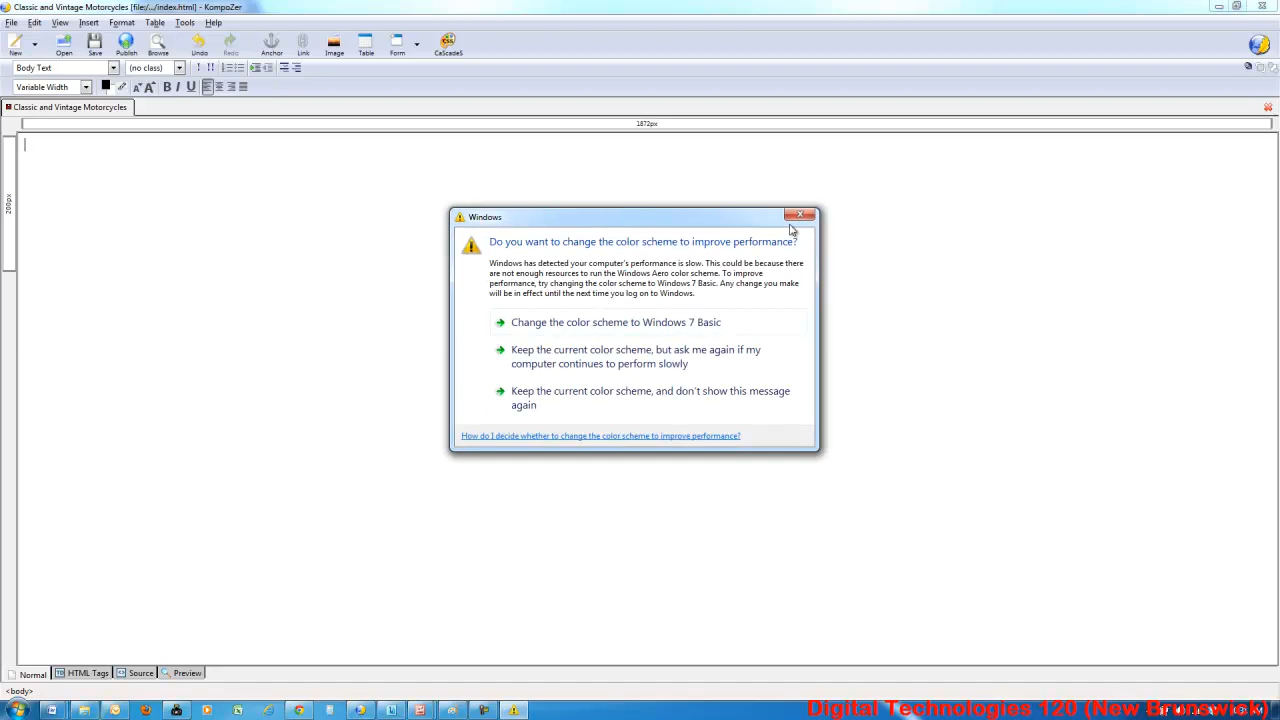 Classic and Vintage Motorcycles [file:/.../index.html] - KompoZer
File Edit View Insert Format Table Tools Help
New Open Save Publish Browse Undo Redo Anchor Link Image Table Form CaScadeS
Body Text (no class)
Variable Width B I U
Classic and Vintage Motorcycles
1872px
200px
Windows
Do you want to change the color scheme to improve performance?
Windows has detected your computer's performance is slow. This could be because there
are not enough resources to run the Windows Aero color scheme. To improve
performance, try changing the color scheme to Windows 7 Basic. Any change you make
will be in effect until the next time you log on to Windows.
Change the color scheme to Windows 7 Basic
Keep the current color scheme, but ask me again if my
computer continues to perform slowly
Keep the current color scheme, and don't show this message
again
How do I decide whether to change the color scheme to improve performance?
Normal HTML Tags Source Preview
<body>
Digital Technologies 120 (New Brunswick)